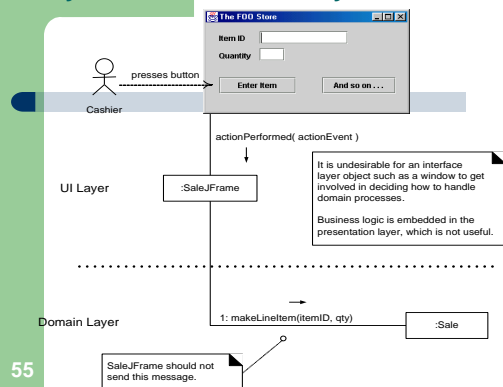 The FOO Store
Item ID
Quantity
Enter Item
And so on . . .
presses button
Cashier
actionPerformed( actionEvent )
UI Layer
:SaleJFrame
It is undesirable for an interface
layer object such as a window to get
involved in deciding how to handle
domain processes.
Business logic is embedded in the
presentation layer, which is not useful.
Domain Layer
1: makeLineItem(itemID, qty)
:Sale
55
SaleJFrame should not
send this message.